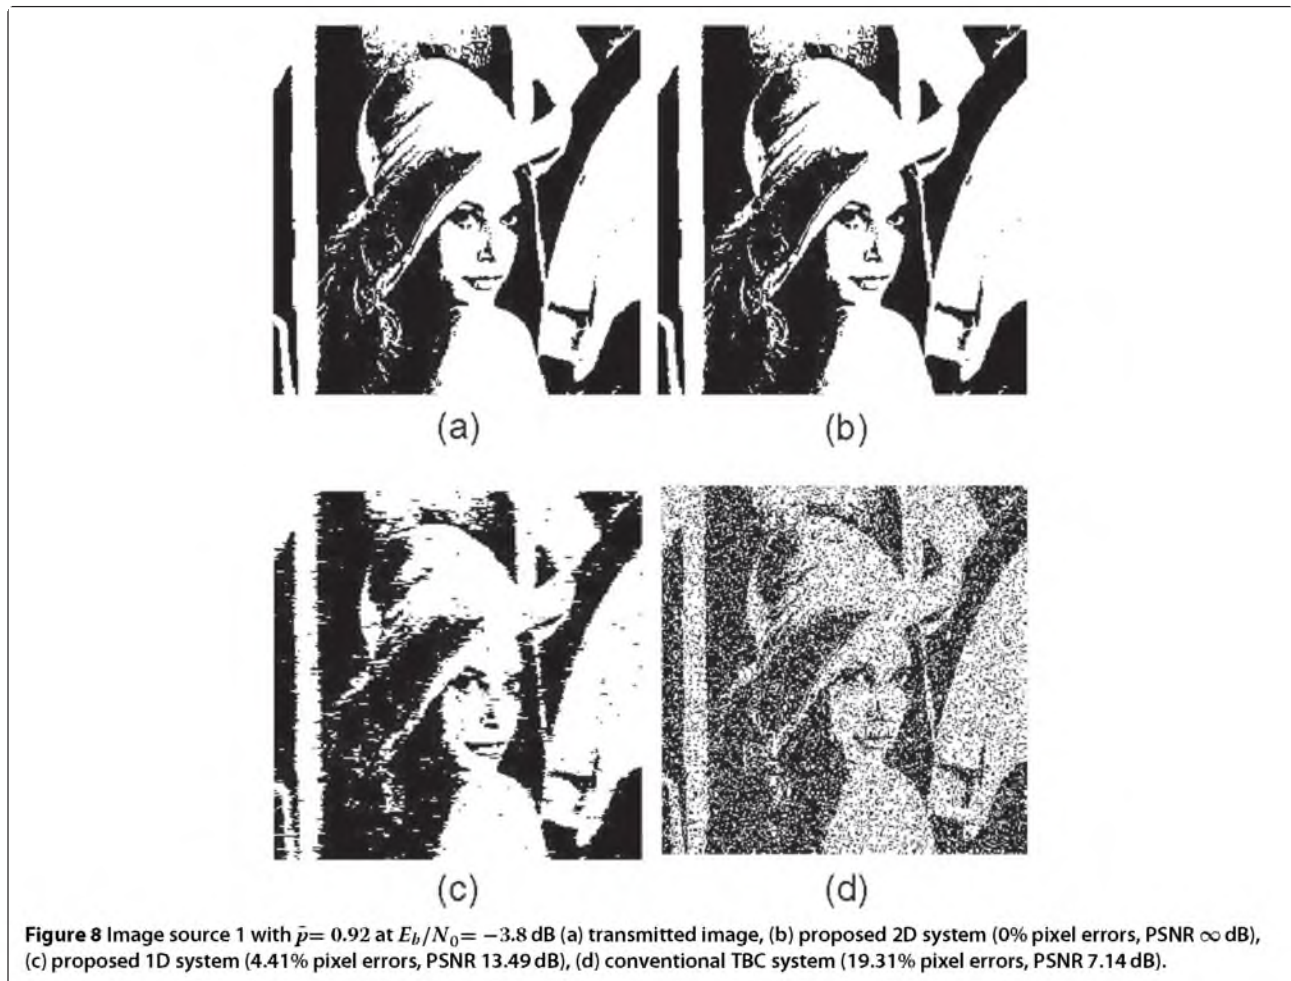 (a)
(b)
(c)
(d)
Figure 8 Image source 1 with p̄= 0.92 at E_b/N_0= −3.8 dB (a) transmitted image, (b) proposed 2D system (0% pixel errors, PSNR ∞ dB),
(c) proposed 1D system (4.41% pixel errors, PSNR 13.49 dB), (d) conventional TBC system (19.31% pixel errors, PSNR 7.14 dB).